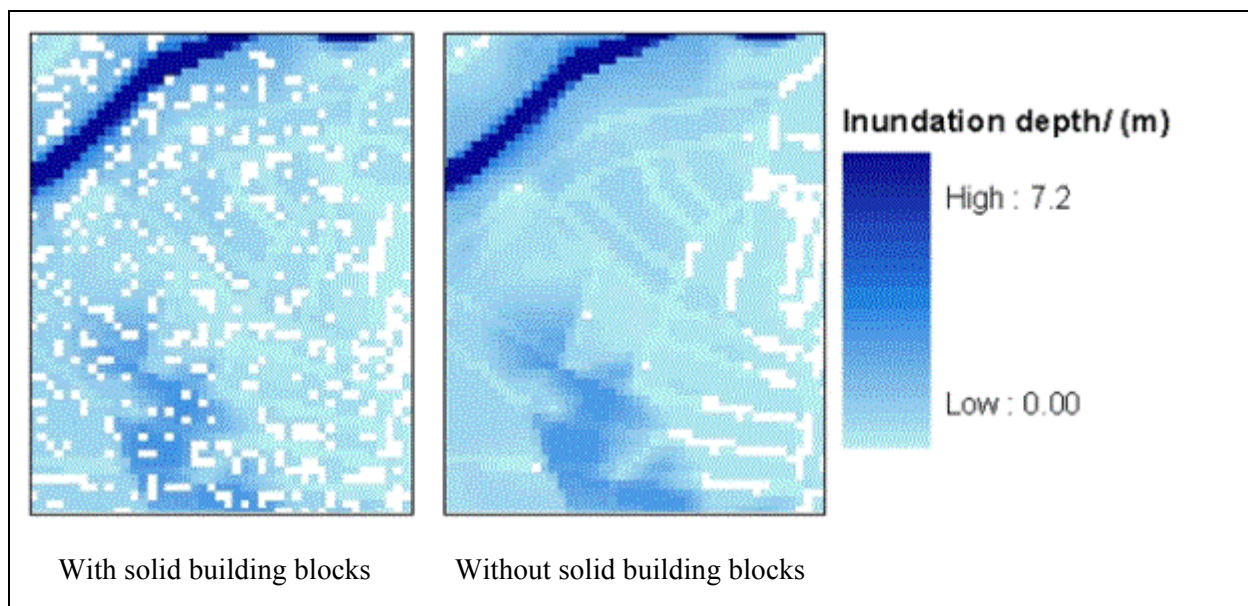 Inundation depth/ (m)
High : 7.2
Low : 0.00
With solid building blocks
Without solid building blocks